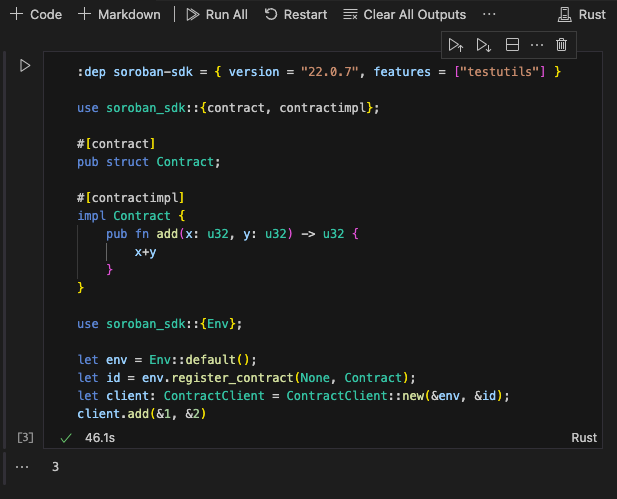 + Code + Markdown | Run All Restart Clear All Outputs ··· Rust
···
:dep soroban-sdk = { version = "22.0.7", features = ["testutils"] }
use soroban_sdk::{contract, contractimpl};
#[contract]
pub struct Contract;
#[contractimpl]
impl Contract {
    pub fn add(x: u32, y: u32) -> u32 {
        x+y
    }
}
use soroban_sdk::{Env};
let env = Env::default();
let id = env.register_contract(None, Contract);
let client: ContractClient = ContractClient::new(&env, &id);
client.add(&1, &2)
[3] ✓ 46.1s Rust
··· 3